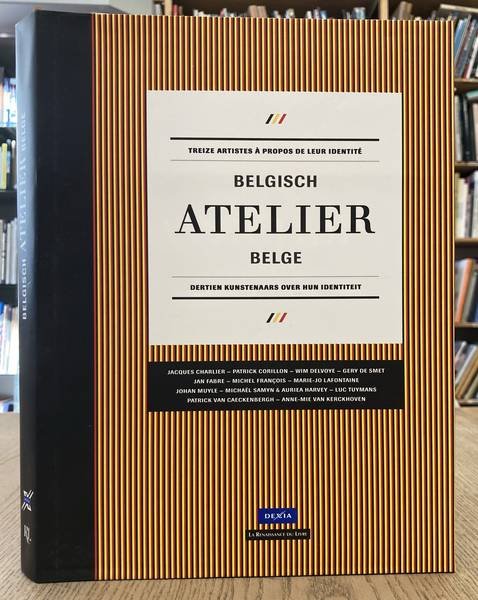 TREIZE ARTISTES À PROPOS DE LEUR IDENTITÉ
BELGISCH
ATELIER
BELGE
DERTIEN KUNSTENAARS OVER HUN IDENTITEIT
JACQUES CHARLIER – PATRICK CORILLON – WIM DELVOYE – GERY DE SMET
JAN FABRE – MICHEL FRANÇOIS – MARIE-JO LAFONTAINE
JOHAN MUYLE – MICHAËL SAMYN & AURIEA HARVEY – LUC TUYMANS
PATRICK VAN CAECKENBERGH – ANNE-MIE VAN KERCKHOVEN
DEXIA
LA RENAISSANCE DU LIVRE
BELGISCH ATELIER BELGE